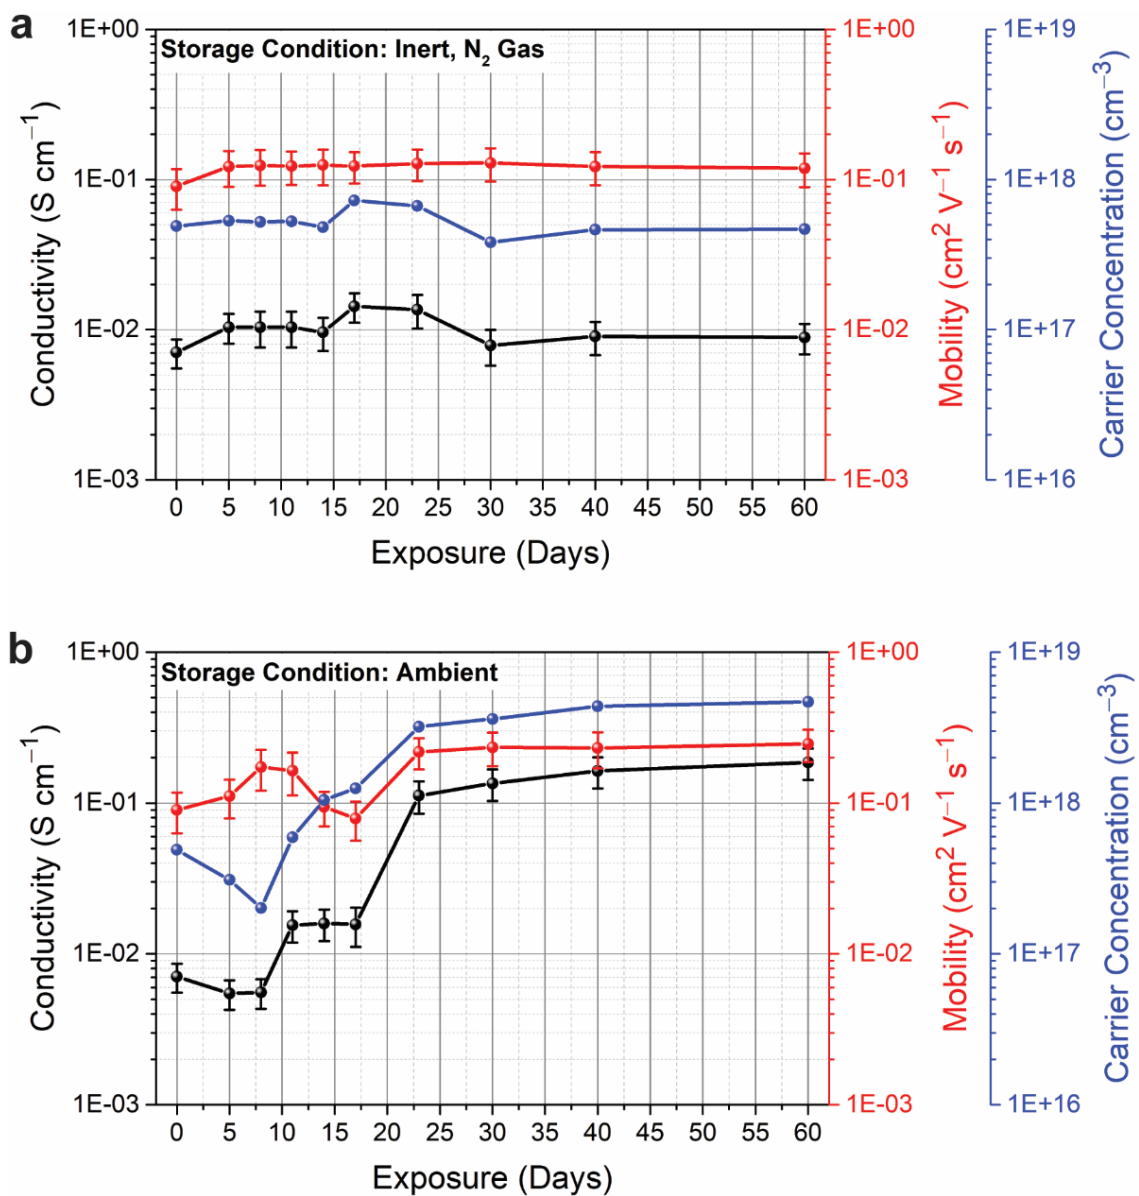 a
Storage Condition: Inert, N₂ Gas
1E+00
1E-01
1E-02
1E-03
Conductivity (S cm⁻¹)
0 5 10 15 20 25 30 35 40 45 50 55 60
Exposure (Days)
1E+00
1E-01
1E-02
1E-03
Mobility (cm² V⁻¹ s⁻¹)
1E+19
1E+18
1E+17
1E+16
Carrier Concentration (cm⁻³)
b
Storage Condition: Ambient
1E+00
1E-01
1E-02
1E-03
Conductivity (S cm⁻¹)
0 5 10 15 20 25 30 35 40 45 50 55 60
Exposure (Days)
1E+00
1E-01
1E-02
1E-03
Mobility (cm² V⁻¹ s⁻¹)
1E+19
1E+18
1E+17
1E+16
Carrier Concentration (cm⁻³)